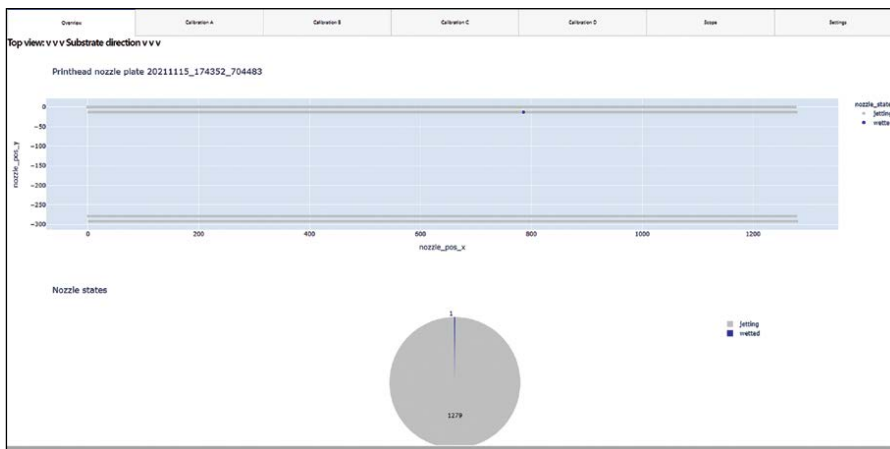 Overview Calibration A Calibration B Calibration C Calibration D Scope Settings
Top view: v v v Substrate direction v v v
Printhead nozzle plate 20211115_174352_704483
nozzle_state
jetting
wetted
0
−50
−100
−150
−200
−250
−300
nozzle_pos_y
0 200 400 600 800 1000 1200
nozzle_pos_x
Nozzle states
1
jetting
wetted
1279